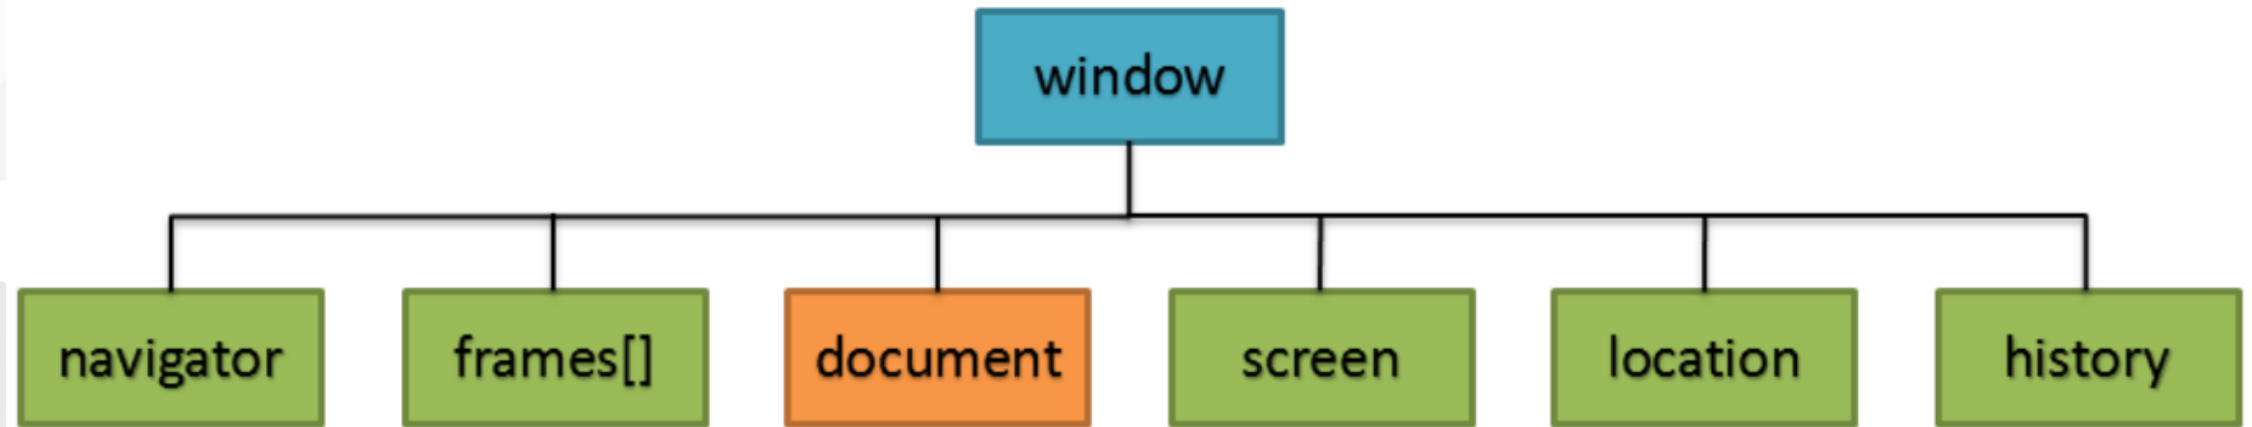 window
navigator
frames[]
document
screen
location
history